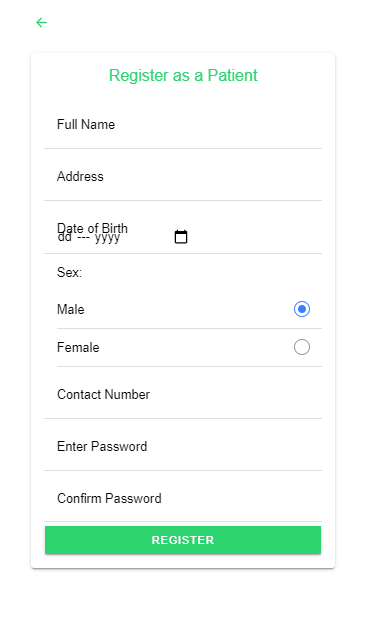 Register as a Patient
Full Name
Address
Date of Birth
dd --- yyyy
Sex:
Male
Female
Contact Number
Enter Password
Confirm Password
REGISTER